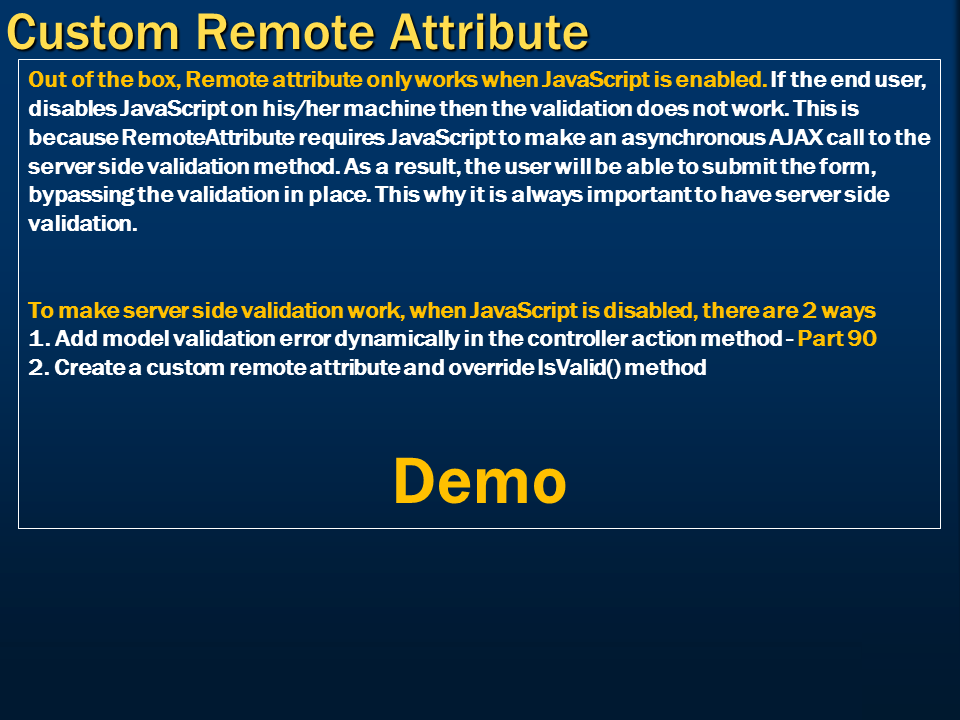 Custom Remote Attribute
Out of the box, Remote attribute only works when JavaScript is enabled. If the end user,
disables JavaScript on his/her machine then the validation does not work. This is
because RemoteAttribute requires JavaScript to make an asynchronous AJAX call to the
server side validation method. As a result, the user will be able to submit the form,
bypassing the validation in place. This why it is always important to have server side
validation.
To make server side validation work, when JavaScript is disabled, there are 2 ways
1. Add model validation error dynamically in the controller action method - Part 90
2. Create a custom remote attribute and override IsValid() method
Demo